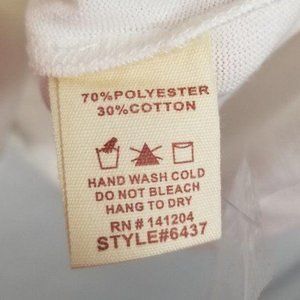 70%POLYESTER
30%COTTON
HAND WASH COLD
DO NOT BLEACH
HANG TO DRY
RN # 141204
STYLE#6437